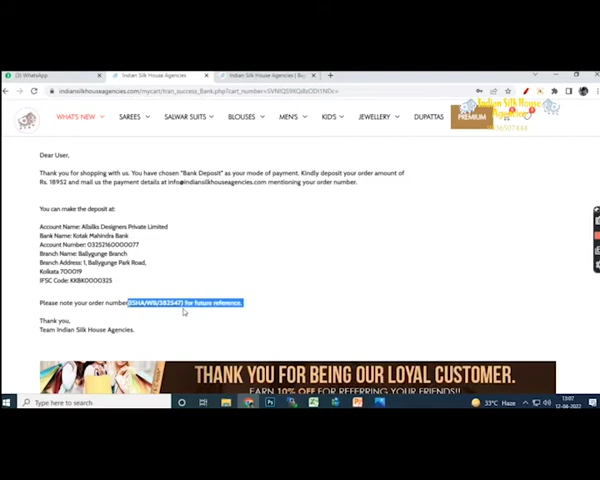 (3) WhatsApp
Indian Silk House Agencies
Indian Silk House Agencies | Bu
indiansilkhouseagencies.com/mycart/tran_success_Bank.php?cart_number=
Indian Silk House
Agencies
WHAT'S NEW SAREES SALWAR SUITS BLOUSES MEN'S KID'S JEWELLERY DUPATTAS PREMIUM
Dear User,
Thank you for shopping with us. You have chosen "Bank Deposit" as your mode of payment. Kindly deposit your order amount of
Rs. 18952 and mail us the payment details at info@indiansilkhouseagencies.com mentioning your order number.
You can make the deposit at:
Account Name: Allsilks Designers Private Limited
Bank Name: Kotak Mahindra Bank
Account Number: 03252160000077
Branch Name: Ballygunge Branch
Branch Address: 1, Ballygunge Park Road,
Kolkata 700019
IFSC Code: KKBK0000325
Please note your order number(ISHA/WB/382547) for future reference.
Thank you,
Team Indian Silk House Agencies.
THANK YOU FOR BEING OUR LOYAL CUSTOMER.
EARN 10% OFF FOR REFERRING YOUR FRIENDS!!
Type here to search
33°C Haze
13:07
12-04-2022